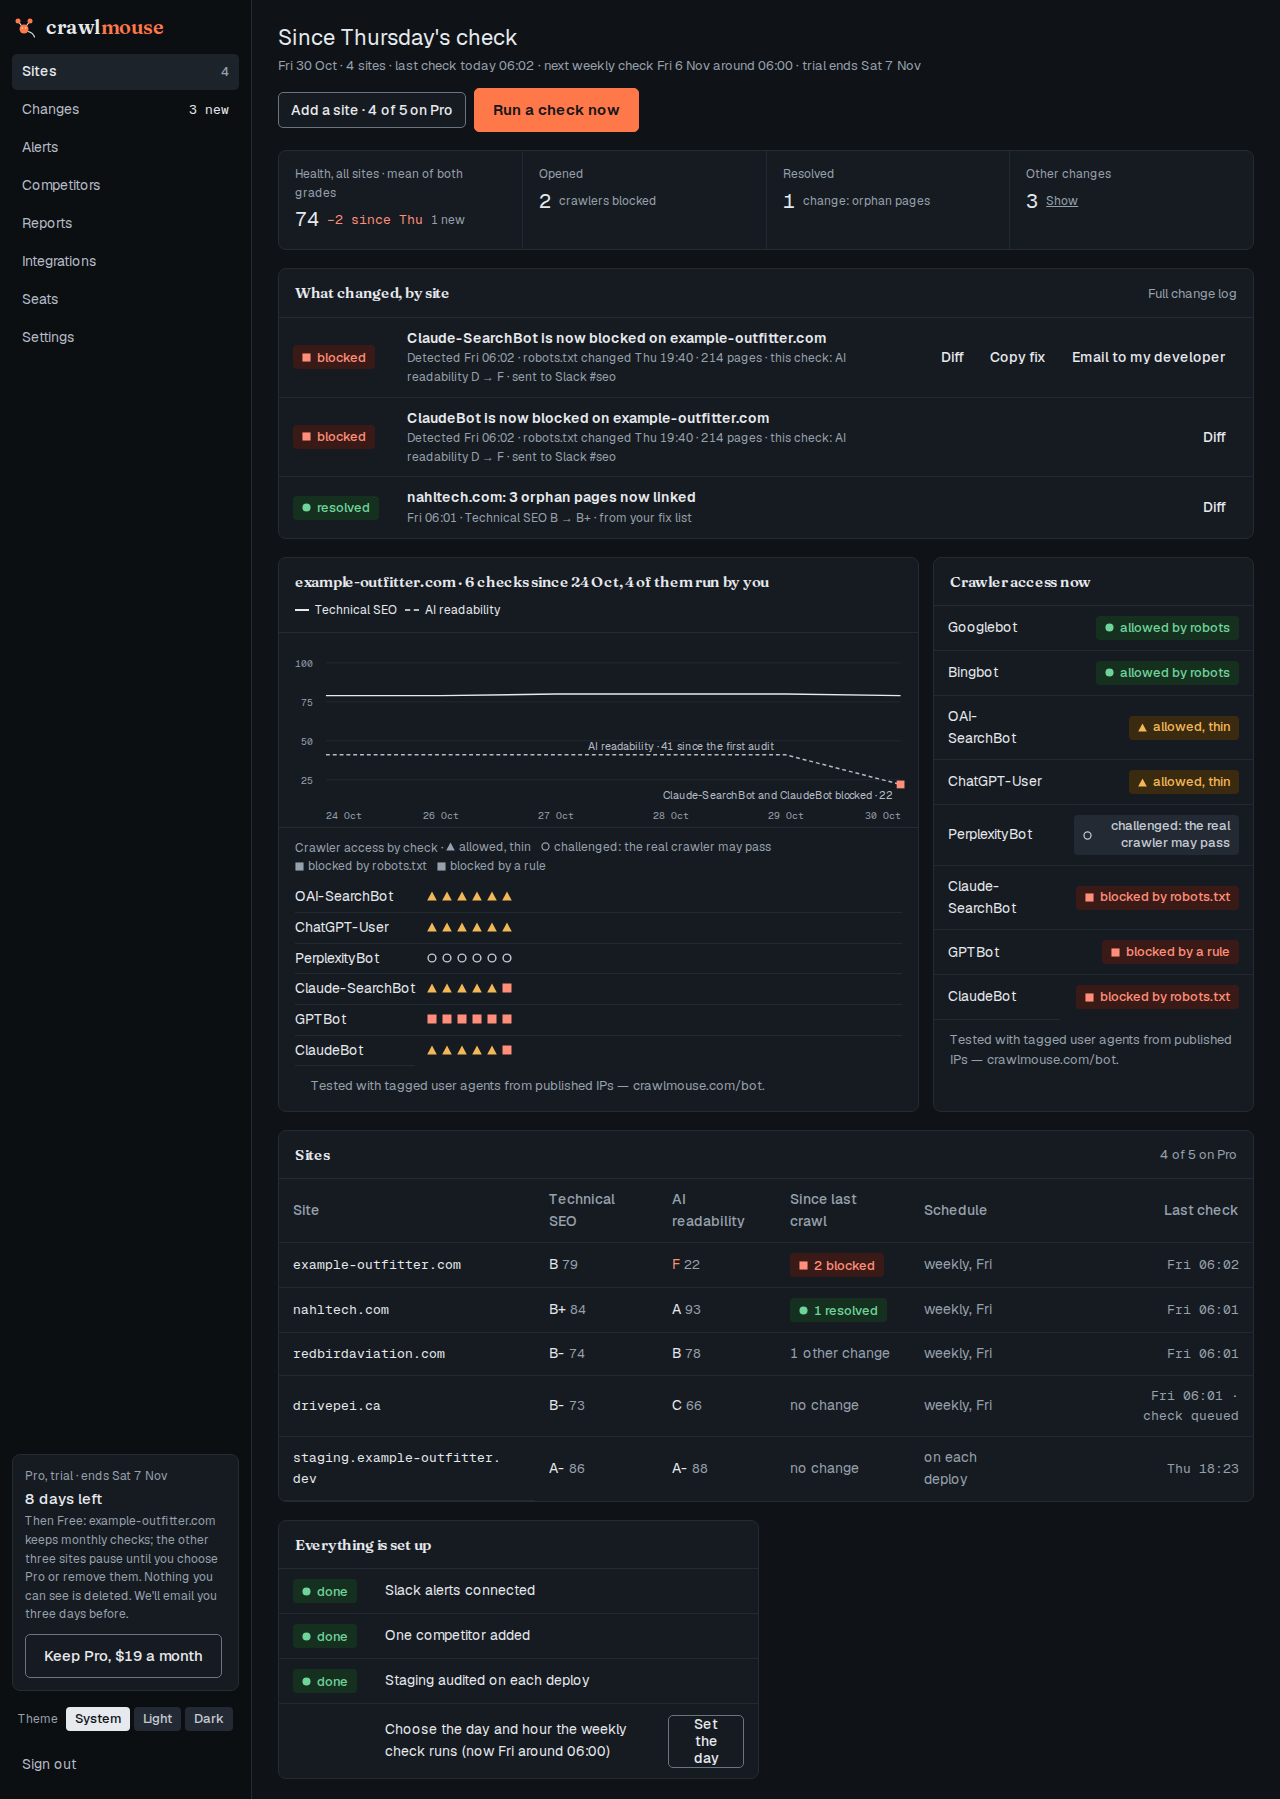 crawlmouse
Sites 4
Changes 3 new
Alerts
Competitors
Reports
Integrations
Seats
Settings
Pro, trial · ends Sat 7 Nov
8 days left
Then Free: example-outfitter.com
keeps monthly checks; the other
three sites pause until you choose
Pro or remove them. Nothing you
can see is deleted. We'll email you
three days before.
Keep Pro, $19 a month
Theme System Light Dark
Sign out
Since Thursday's check
Fri 30 Oct · 4 sites · last check today 06:02 · next weekly check Fri 6 Nov around 06:00 · trial ends Sat 7 Nov
Add a site · 4 of 5 on Pro
Run a check now
Health, all sites · mean of both
grades
74 −2 since Thu 1 new
Opened
2 crawlers blocked
Resolved
1 change: orphan pages
Other changes
3 Show
What changed, by site
Full change log
blocked
Claude-SearchBot is now blocked on example-outfitter.com
Detected Fri 06:02 · robots.txt changed Thu 19:40 · 214 pages · this check: AI
readability D → F · sent to Slack #seo
Diff Copy fix Email to my developer
blocked
ClaudeBot is now blocked on example-outfitter.com
Detected Fri 06:02 · robots.txt changed Thu 19:40 · 214 pages · this check: AI
readability D → F · sent to Slack #seo
Diff
resolved
nahltech.com: 3 orphan pages now linked
Fri 06:01 · Technical SEO B → B+ · from your fix list
Diff
example-outfitter.com · 6 checks since 24 Oct, 4 of them run by you
Technical SEO AI readability
100
75
50
25
AI readability · 41 since the first audit
Claude-SearchBot and ClaudeBot blocked · 22
24 Oct 26 Oct 27 Oct 28 Oct 29 Oct 30 Oct
Crawler access by check · allowed, thin challenged: the real crawler may pass
blocked by robots.txt blocked by a rule
OAI-SearchBot
ChatGPT-User
PerplexityBot
Claude-SearchBot
GPTBot
ClaudeBot
Tested with tagged user agents from published IPs — crawlmouse.com/bot.
Crawler access now
Googlebot allowed by robots
Bingbot allowed by robots
OAI-
SearchBot
allowed, thin
ChatGPT-User allowed, thin
PerplexityBot
challenged: the real
crawler may pass
Claude-
SearchBot
blocked by robots.txt
GPTBot blocked by a rule
ClaudeBot blocked by robots.txt
Tested with tagged user agents from published
IPs — crawlmouse.com/bot.
Sites
4 of 5 on Pro
Site
Technical
SEO
AI
readability
Since last
crawl
Schedule
Last check
example-outfitter.com B 79 F 22 2 blocked weekly, Fri Fri 06:02
nahltech.com B+ 84 A 93 1 resolved weekly, Fri Fri 06:01
redbirdaviation.com B- 74 B 78 1 other change weekly, Fri Fri 06:01
drivepei.ca B- 73 C 66 no change weekly, Fri
Fri 06:01 ·
check queued
staging.example-outfitter.
dev
A- 86 A- 88 no change
on each
deploy
Thu 18:23
Everything is set up
done Slack alerts connected
done One competitor added
done Staging audited on each deploy
Choose the day and hour the weekly
check runs (now Fri around 06:00)
Set
the
day